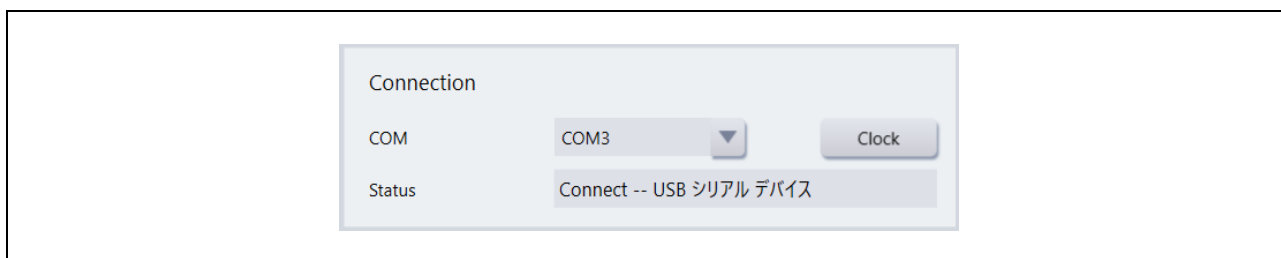 Connection
COM COM3 Clock
Status Connect -- USB シリアル デバイス